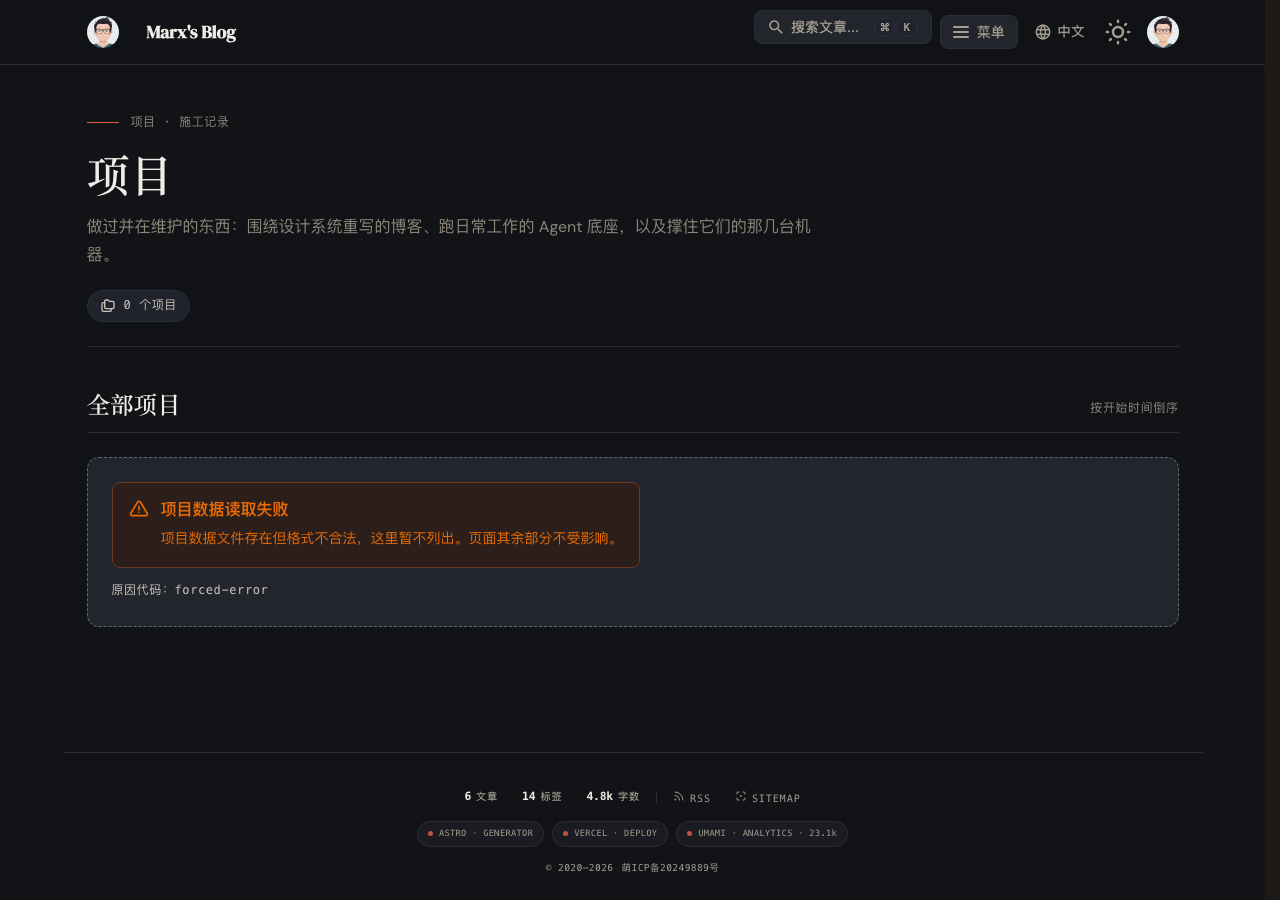 Marx's Blog
搜索文章... ⌘ K
菜单
中文
项目 · 施工记录
项目
做过并在维护的东西：围绕设计系统重写的博客、跑日常工作的 Agent 底座，以及撑住它们的那几台机
器。
0 个项目
全部项目
按开始时间倒序
项目数据读取失败
项目数据文件存在但格式不合法，这里暂不列出。页面其余部分不受影响。
原因代码：forced-error
6 文章 14 标签 4.8k 字数 RSS SITEMAP
ASTRO · GENERATOR VERCEL · DEPLOY UMAMI · ANALYTICS · 23.1k
© 2020–2026 萌ICP备20249889号